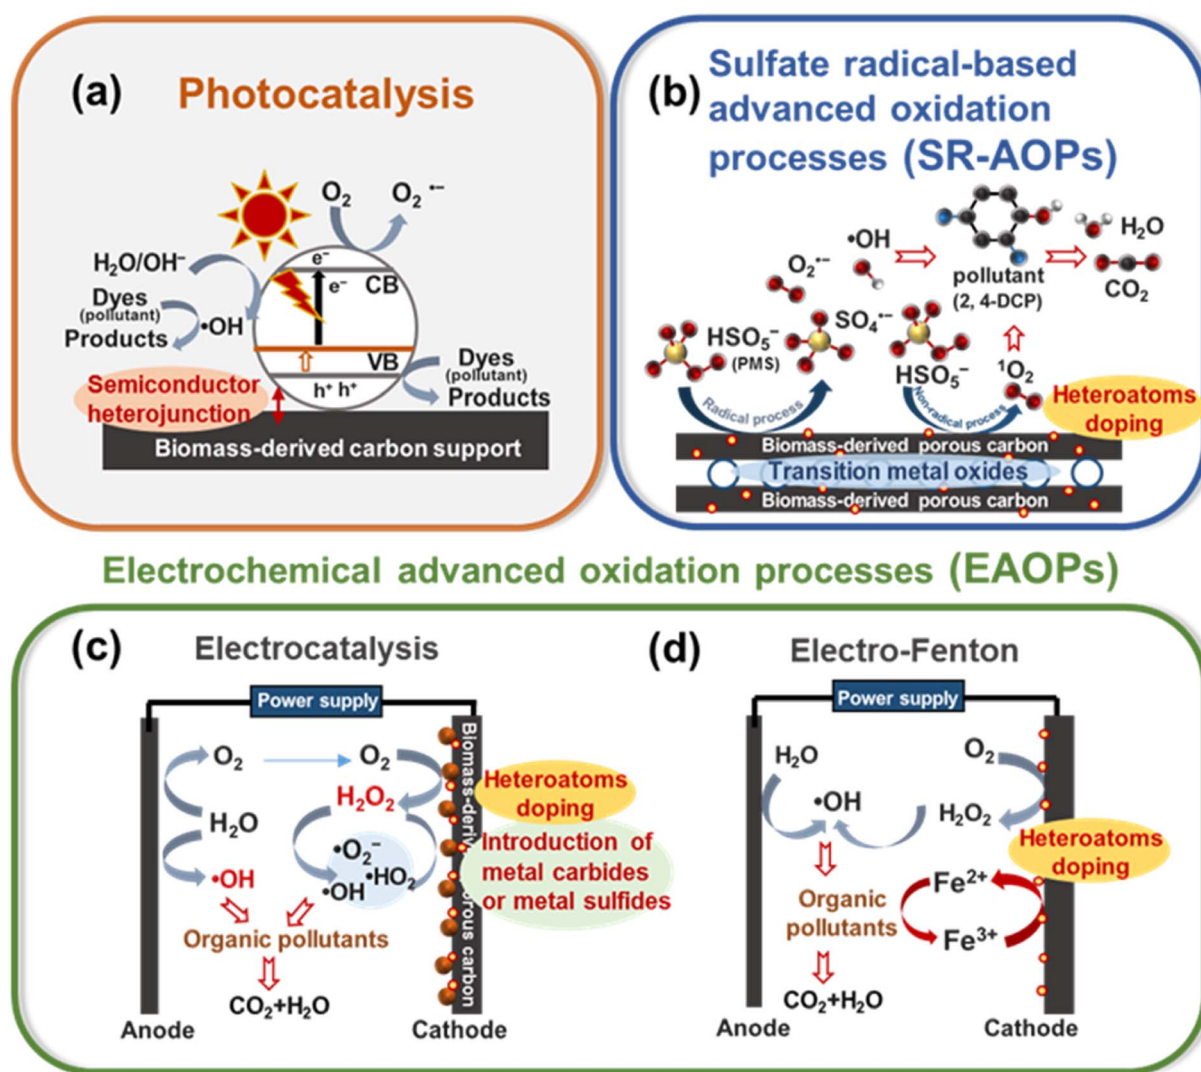 (a) Photocatalysis
O₂
O₂ •−
H₂O/OH⁻
e⁻
CB
e⁻
Dyes
(pollutant)
•OH
Products
VB
Dyes
(pollutant)
h⁺ h⁺
Products
Semiconductor
heterojunction
Biomass-derived carbon support
(b) Sulfate radical-based
advanced oxidation
processes (SR-AOPs)
•OH
H₂O
O₂•−
pollutant
(2, 4-DCP)
CO₂
HSO₅⁻
(PMS)
SO₄•−
HSO₅⁻
¹O₂
Radical process
Non-radical process
Heteroatoms
doping
Biomass-derived porous carbon
Transition metal oxides
Biomass-derived porous carbon
Electrochemical advanced oxidation processes (EAOPs)
(c) Electrocatalysis
Power supply
O₂
O₂
H₂O₂
H₂O
•O₂⁻
•HO₂
•OH
•OH
Organic pollutants
CO₂+H₂O
Biomass-deriv
orous carbon
Heteroatoms
doping
Introduction of
metal carbides
or metal sulfides
Anode
Cathode
(d) Electro-Fenton
Power supply
H₂O
O₂
•OH
H₂O₂
Heteroatoms
doping
Organic
pollutants
Fe²⁺
Fe³⁺
CO₂+H₂O
Anode
Cathode